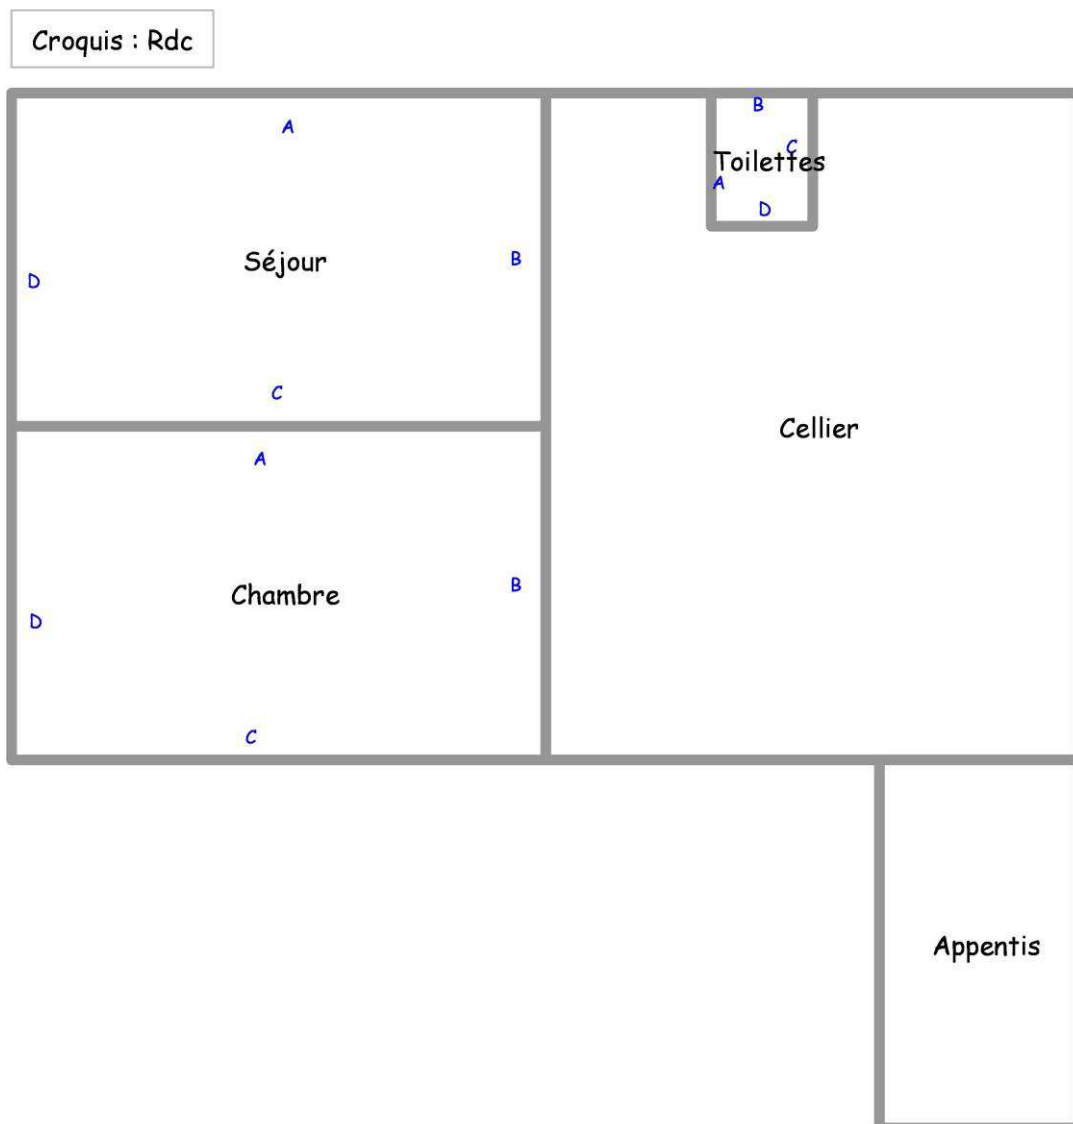 Croquis : Rdc
A
B
C
Toilettes
A
D
Séjour
B
D
C
Cellier
A
B
Chambre
D
C
Appentis